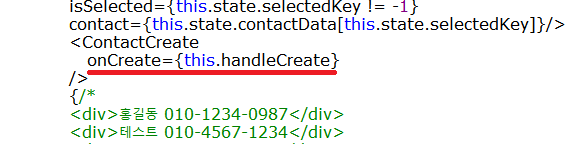 isSelected={this.state.selectedKey != -1}
contact={this.state.contactData[this.state.selectedKey]}/>
<ContactCreate
onCreate={this.handleCreate}
/>
{/*
<div>홍길동 010-1234-0987</div>
<div>테스트 010-4567-1234</div>